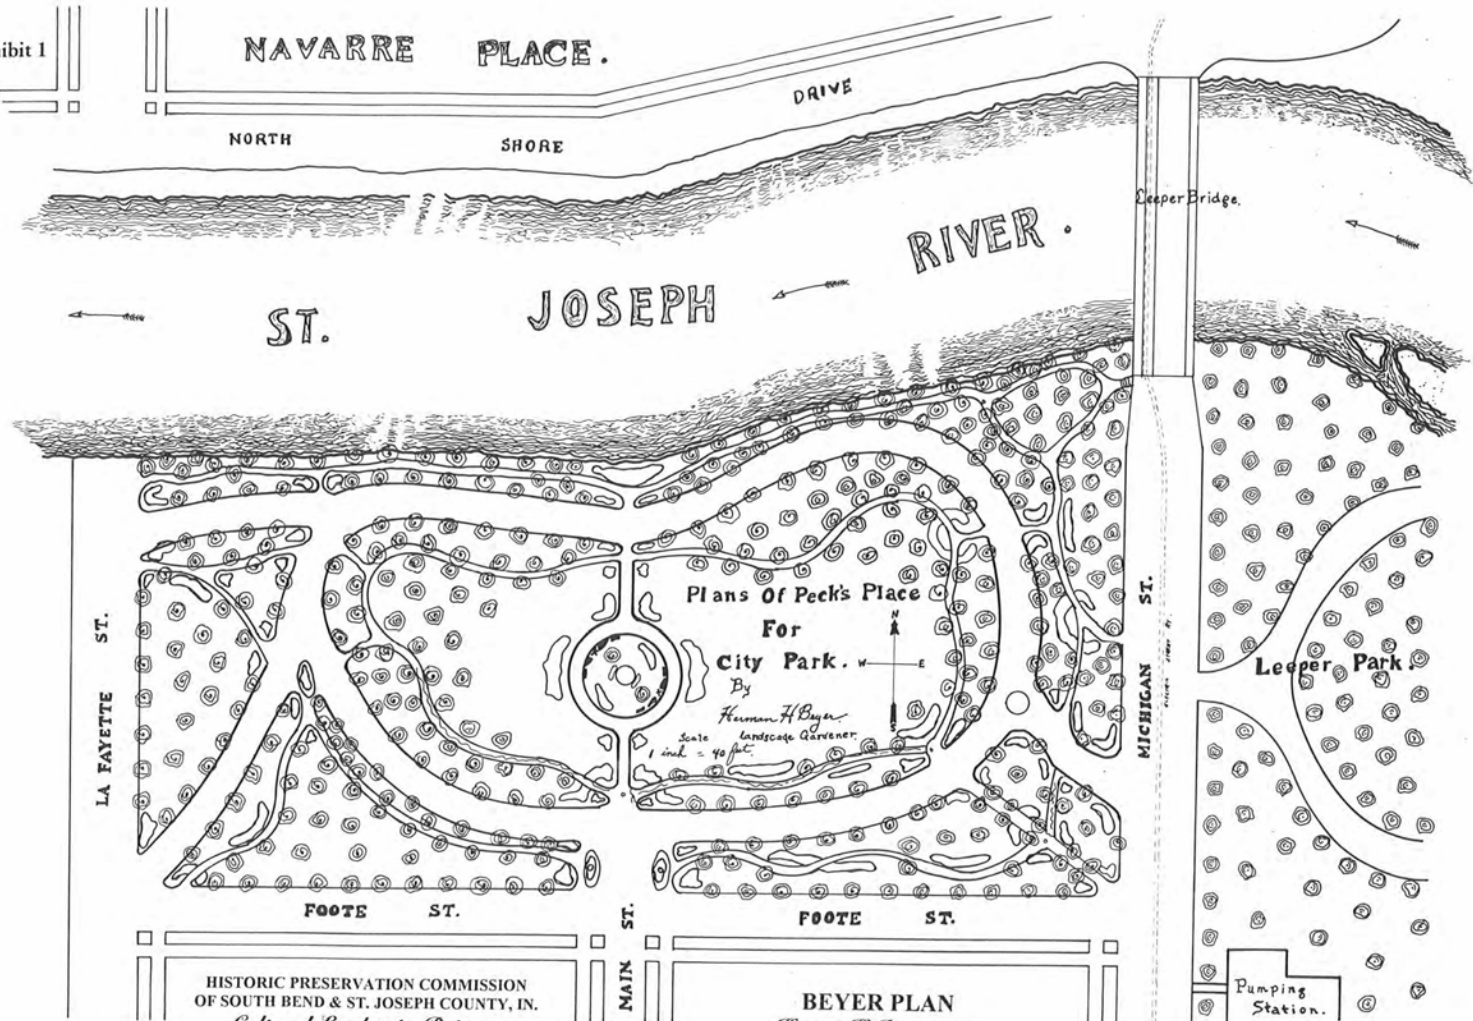 ibit 1
NAVARRE PLACE.
DRIVE
NORTH SHORE
Leeper Bridge.
RIVER.
JOSEPH
ST.
Plans Of Peck's Place
For
City Park.
N
W E
S
By
Herman H Beyer
Landscape Gardener.
Scale
1 inch = 40 feet.
LA FAYETTE ST.
MICHIGAN ST.
Leeper Park.
FOOTE ST.
FOOTE ST.
MAIN ST.
HISTORIC PRESERVATION COMMISSION
OF SOUTH BEND & ST. JOSEPH COUNTY, IN.
BEYER PLAN
Pumping
Station.